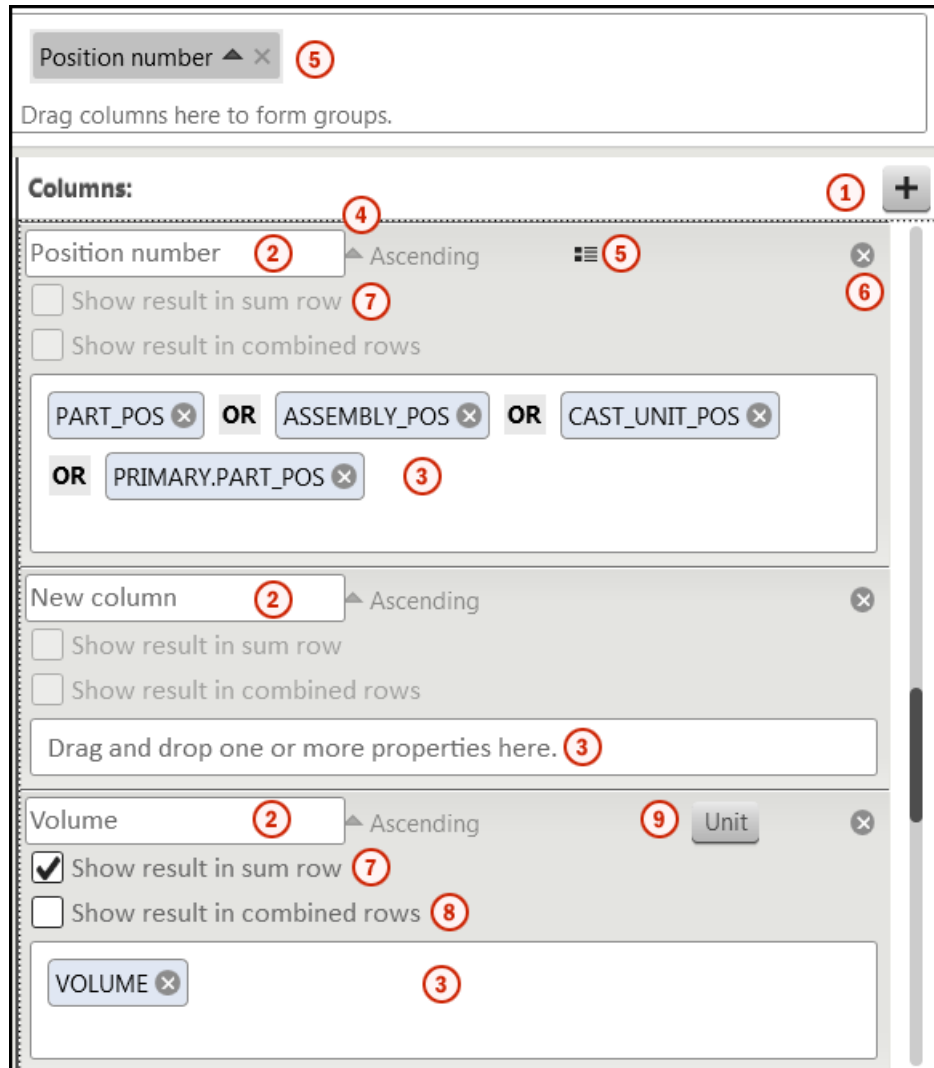 Position number 5
Drag columns here to form groups.
Columns: 1 +
4
Position number 2 Ascending 5
6
Show result in sum row 7
Show result in combined rows
PART_POS OR ASSEMBLY_POS OR CAST_UNIT_POS
OR PRIMARY.PART_POS 3
New column 2 Ascending
Show result in sum row
Show result in combined rows
Drag and drop one or more properties here. 3
Volume 2 Ascending 9 Unit
Show result in sum row 7
Show result in combined rows 8
VOLUME 3